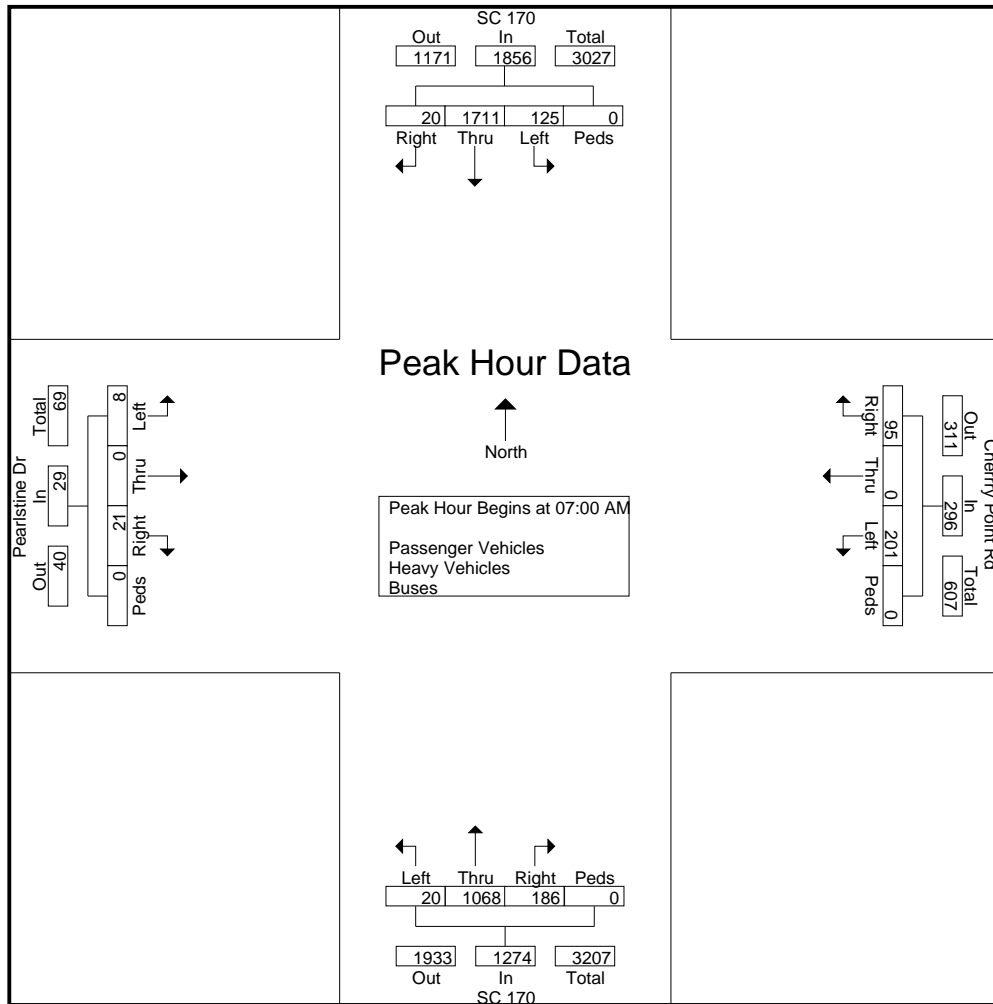 SC 170
Out In Total
1171 1856 3027
20 1711 125 0
Right Thru Left Peds
Peak Hour Data
North
Peak Hour Begins at 07:00 AM
Passenger Vehicles
Heavy Vehicles
Buses
Pearlstine Dr
Out In Total
40 29 69
8 0 21 0
Left Thru Right Peds
Cherry Point Rd
Out In Total
311 296 607
95 0 201 0
Right Thru Left Peds
Left Thru Right Peds
20 1068 186 0
1933 1274 3207
Out In Total
SC 170